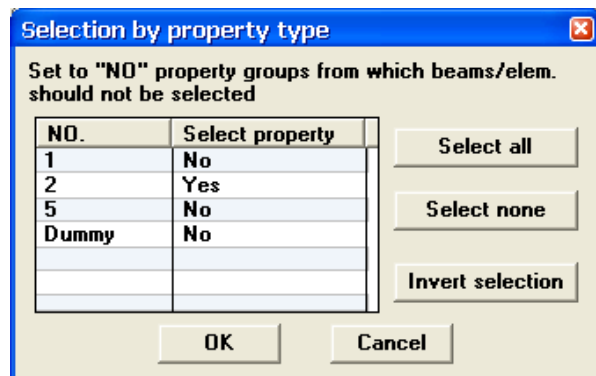 Selection by property type
Set to "NO" property groups from which beams/elem.
should not be selected
NO. Select property
1 No
2 Yes
5 No
Dummy No
Select all
Select none
Invert selection
OK Cancel